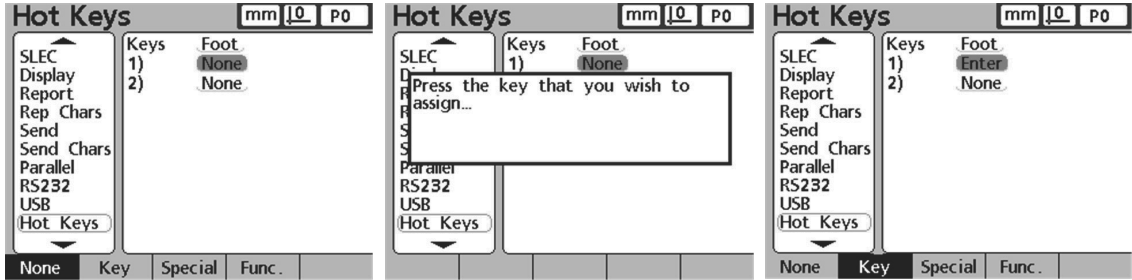 Hot Keys mm 0 P0
SLEC
Display
Report
Rep Chars
Send
Send Chars
Parallel
RS232
USB
Hot Keys
Keys Foot
1) None
2) None
None Key Special Func.
Hot Keys mm 0 P0
SLEC
Parallel
RS232
USB
Hot Keys
Keys Foot
1) None
Press the key that you wish to
assign...
Hot Keys mm 0 P0
SLEC
Display
Report
Rep Chars
Send
Send Chars
Parallel
RS232
USB
Hot Keys
Keys Foot
1) Enter
2) None
None Key Special Func.